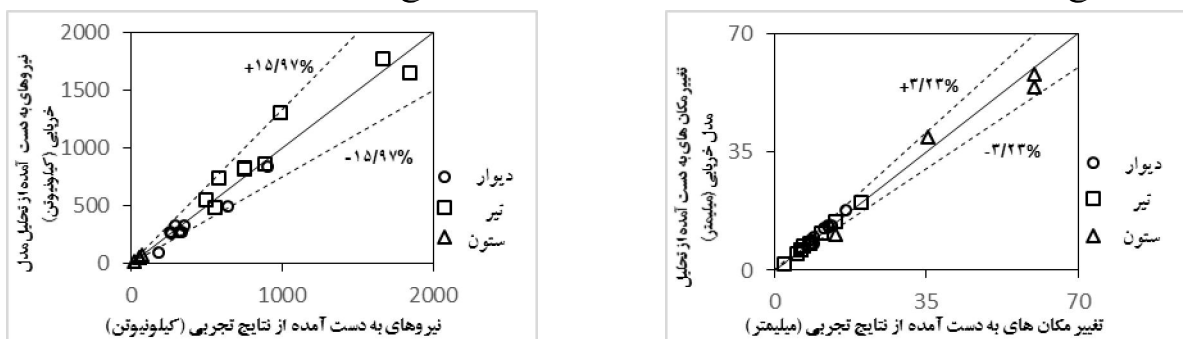 2000
1500
1000
500
0
0
1000
2000
+۱۵/۹۷%
-۱۵/۹۷%
نیروهای به دست آمده از تحلیل مدل
خرپایی (کیلونیوتن)
نیروهای به دست آمده از نتایج تجربی (کیلونیوتن)
دیوار
تیر
ستون
70
35
0
0
35
70
+۳/۲۳%
-۳/۲۳%
تغییر مکان های به دست آمده از تحلیل
مدل خرپایی (میلیمتر)
تغییر مکان های به دست آمده از نتایج تجربی (میلیمتر)
دیوار
تیر
ستون